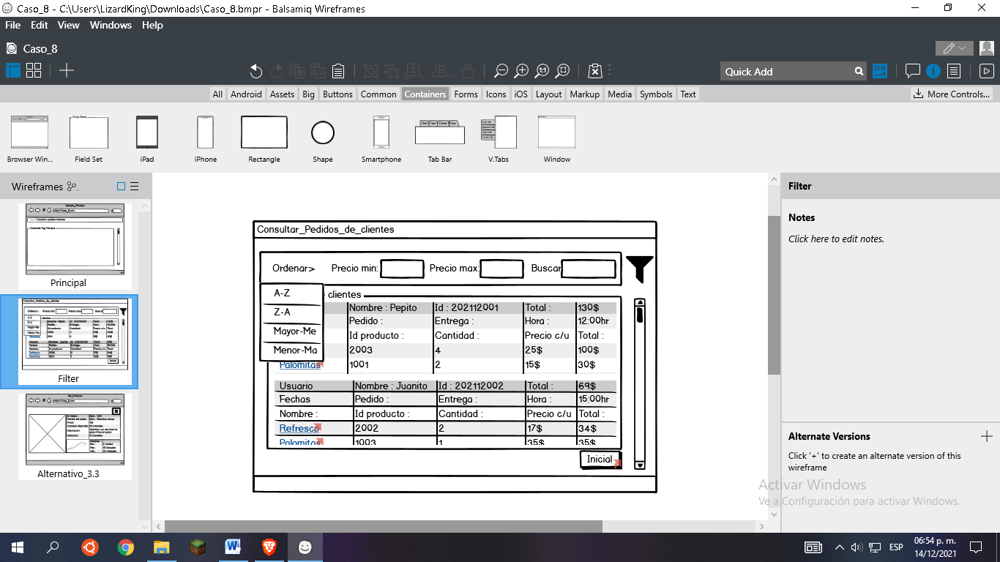 Caso_8 - C:\Users\LizardKing\Downloads\Caso_8.bmpr - Balsamiq Wireframes
File Edit View Windows Help
Caso_8
1:1
Quick Add
All Android Assets Big Buttons Common Containers Forms Icons iOS Layout Markup Media Symbols Text
More Controls...
Browser Win... Field Set iPad iPhone Rectangle Shape Smartphone Tab Bar V.Tabs Window
Wireframes
Principal
Filter
Alternativo_3.3
Consultar_Pedidos_de_clientes
Ordenar> Precio min: Precio max: Buscar
A-Z
Z-A
Mayor-Me
Menor-Ma
clientes
Nombre : Pepito Id : 202112001 Total : 130$
Pedido : Entrega : Hora : 12:00hr
Id producto : Cantidad : Precio c/u Total :
2003 4 25$ 100$
Palomitas 1001 2 15$ 30$
Usuario Nombre : Juanito Id : 202112002 Total : 69$
Fechas Pedido : Entrega : Hora : 15:00hr
Nombre : Id producto : Cantidad : Precio c/u Total :
Refresco 2002 2 17$ 34$
Palomitas 1003 1 35$ 35$
Inicial
Filter
Notes
Click here to edit notes.
Alternate Versions
Click '+' to create an alternate version of this
wireframe
Activar Windows
Ve a Configuración para activar Windows.
ESP
06:54 p. m.
14/12/2021